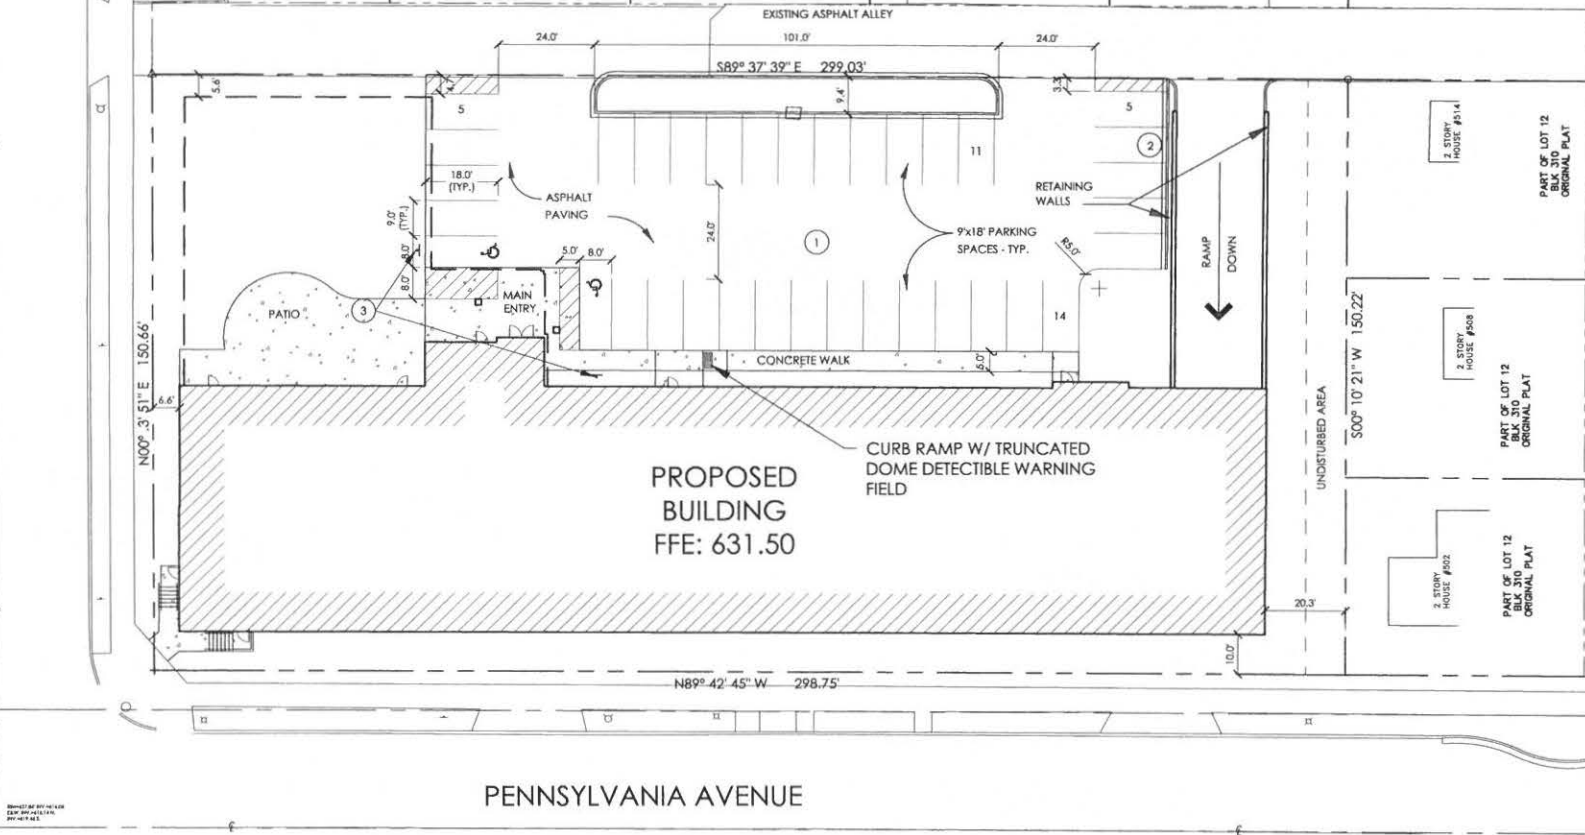 EXISTING ASPHALT ALLEY
24.0'
101.0'
24.0'
S89° 37' 39" E 299.03'
5.6'
9.4'
3.3'
5
5
11
2
18.0'
(TYP.)
ASPHALT
PAVING
RETAINING
WALLS
9.0'
(TYP.)
8.0'
8.0'
24.0'
1
9'x18' PARKING
SPACES - TYP.
R5.0'
RAMP
DOWN
5.0'
8.0'
MAIN
ENTRY
PATIO
3
14
CONCRETE WALK
5.0'
6.6'
150.66'
CURB RAMP W/ TRUNCATED
DOME DETECTIBLE WARNING
FIELD
PROPOSED
BUILDING
FFE: 631.50
UNDISTURBED AREA
S00° 10' 21" W 150.22'
2 STORY
HOUSE #514
PART OF LOT 12
BLK 310
ORIGINAL PLAT
2 STORY
HOUSE #508
PART OF LOT 12
BLK 310
ORIGINAL PLAT
2 STORY
HOUSE #502
PART OF LOT 12
BLK 310
ORIGINAL PLAT
20.3'
10.0'
N89° 42' 45" W 298.75'
PENNSYLVANIA AVENUE